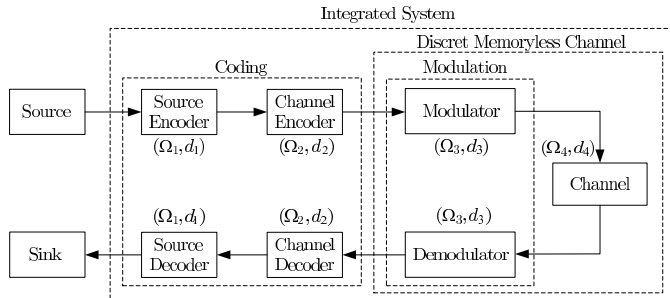 Integrated System
Discret Memoryless Channel
Coding
Modulation
Source
Source
Encoder
Channel
Encoder
Modulator
(Ω₁,d₁)
(Ω₂,d₂)
(Ω₃,d₃)
(Ω₄,d₄)
Channel
(Ω₁,d₁)
(Ω₂,d₂)
(Ω₃,d₃)
Sink
Source
Decoder
Channel
Decoder
Demodulator